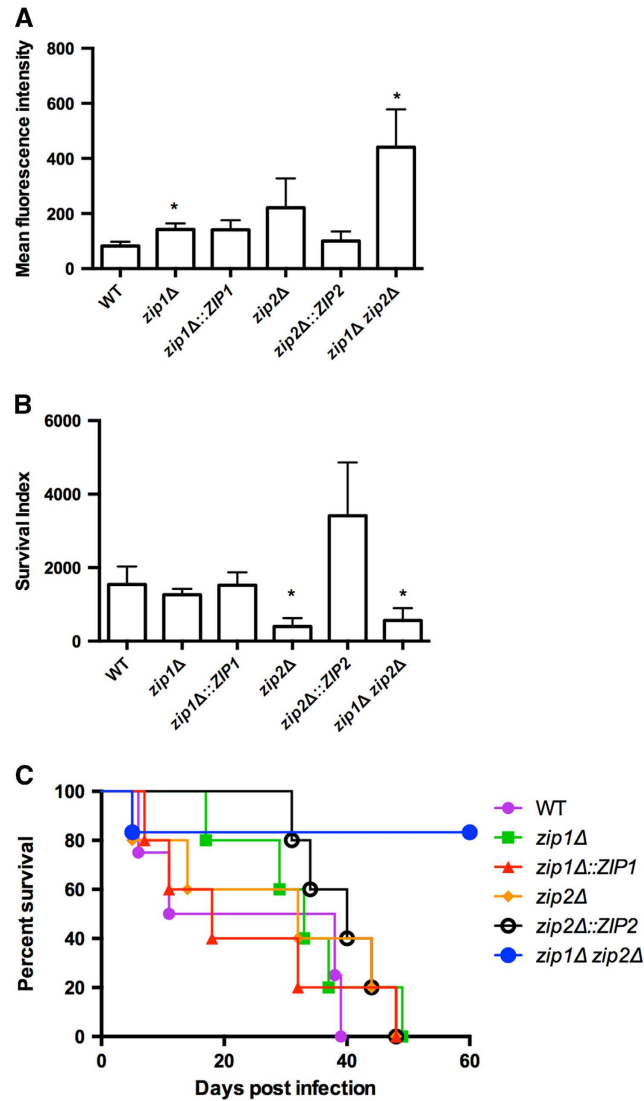 A
Mean fluorescence intensity
800
600
400
200
0
*
*
WT
zip1Δ
zip1Δ::ZIP1
zip2Δ
zip2Δ::ZIP2
zip1Δ zip2Δ
B
Survival Index
6000
4000
2000
0
*
*
WT
zip1Δ
zip1Δ::ZIP1
zip2Δ
zip2Δ::ZIP2
zip1Δ zip2Δ
C
Percent survival
100
80
60
40
20
0
0
20
40
60
Days post infection
WT
zip1Δ
zip1Δ::ZIP1
zip2Δ
zip2Δ::ZIP2
zip1Δ zip2Δ